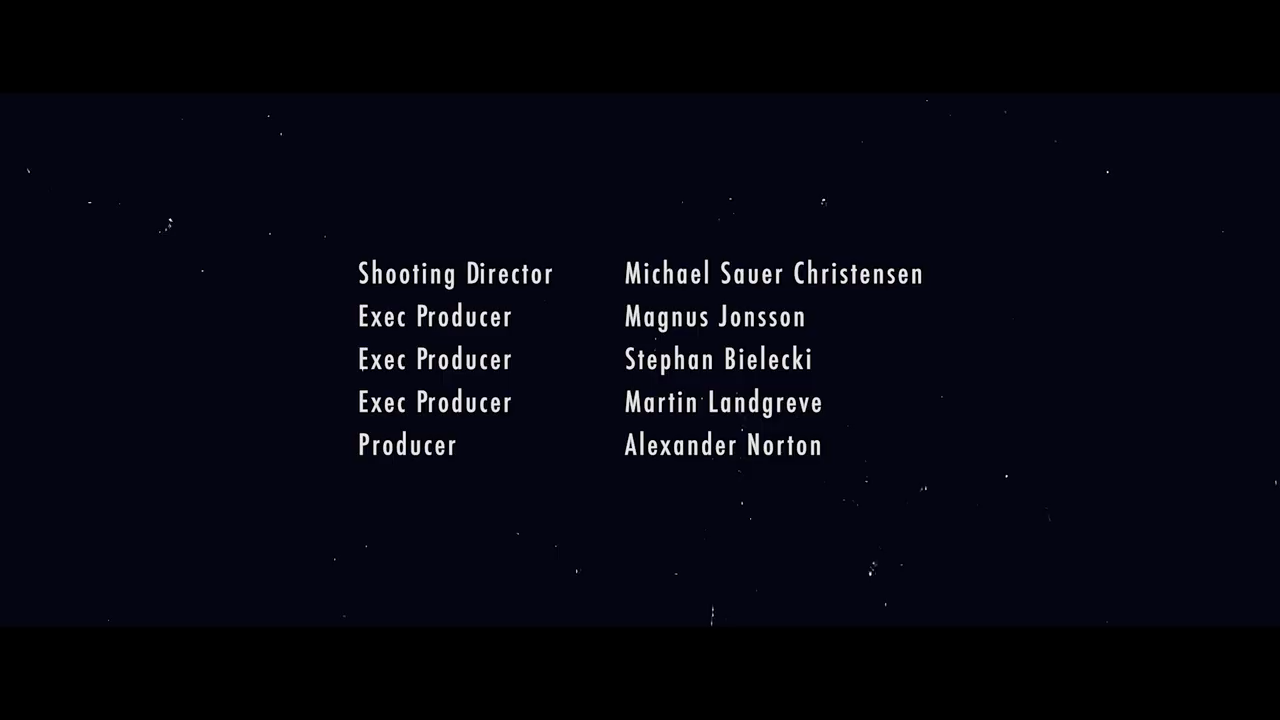 Shooting Director Michael Sauer Christensen
Exec Producer Magnus Jonsson
Exec Producer Stephan Bielecki
Exec Producer Martin Landgreve
Producer Alexander Norton